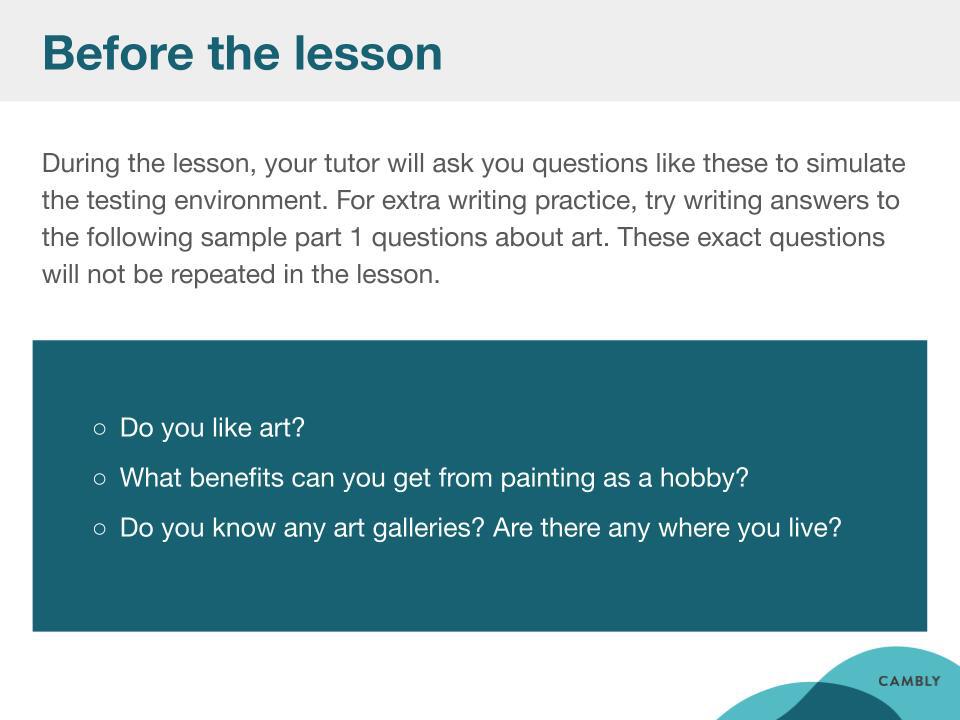 Before the lesson
During the lesson, your tutor will ask you questions like these to simulate
the testing environment. For extra writing practice, try writing answers to
the following sample part 1 questions about art. These exact questions
will not be repeated in the lesson.
○ Do you like art?
○ What benefits can you get from painting as a hobby?
○ Do you know any art galleries? Are there any where you live?
CAMBLY